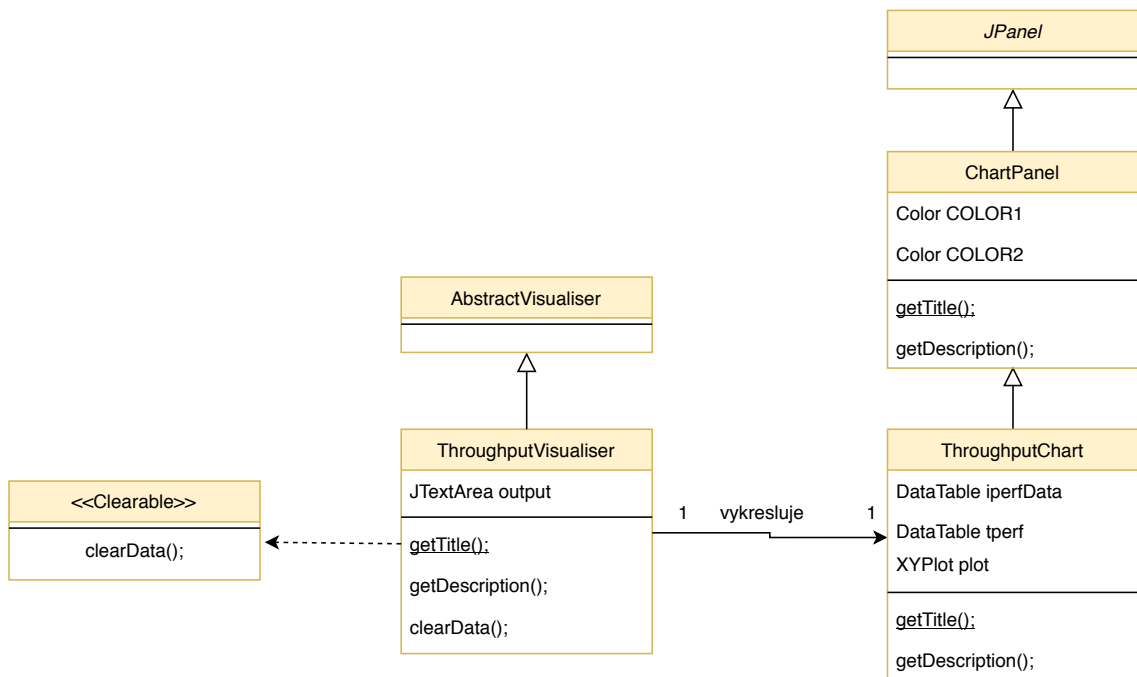 JPanel
ChartPanel
Color COLOR1
Color COLOR2
getTitle();
getDescription();
AbstractVisualiser
ThroughputVisualiser
JTextArea output
getTitle();
getDescription();
clearData();
<<Clearable>>
clearData();
1 vykresluje 1
ThroughputChart
DataTable iperfData
DataTable tperf
XYPlot plot
getTitle();
getDescription();